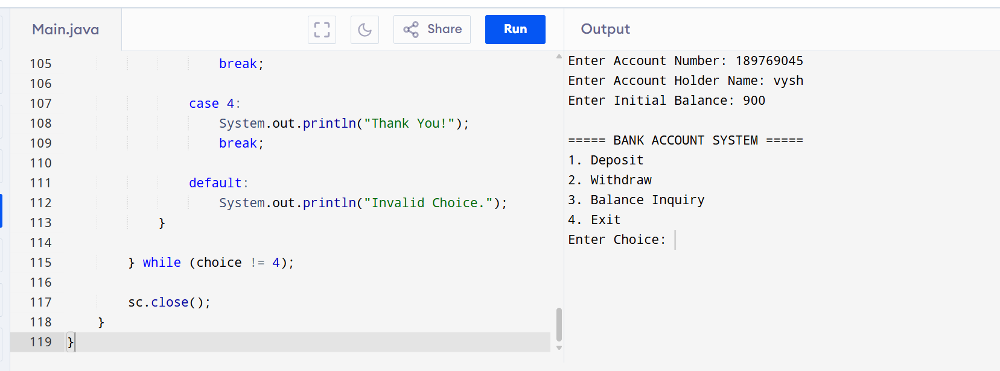 Main.java
Share
Run
Output
105 break;
106
107 case 4:
108 System.out.println("Thank You!");
109 break;
110
111 default:
112 System.out.println("Invalid Choice.");
113 }
114
115 } while (choice != 4);
116
117 sc.close();
118 }
119 }
Enter Account Number: 189769045
Enter Account Holder Name: vysh
Enter Initial Balance: 900
===== BANK ACCOUNT SYSTEM =====
1. Deposit
2. Withdraw
3. Balance Inquiry
4. Exit
Enter Choice: